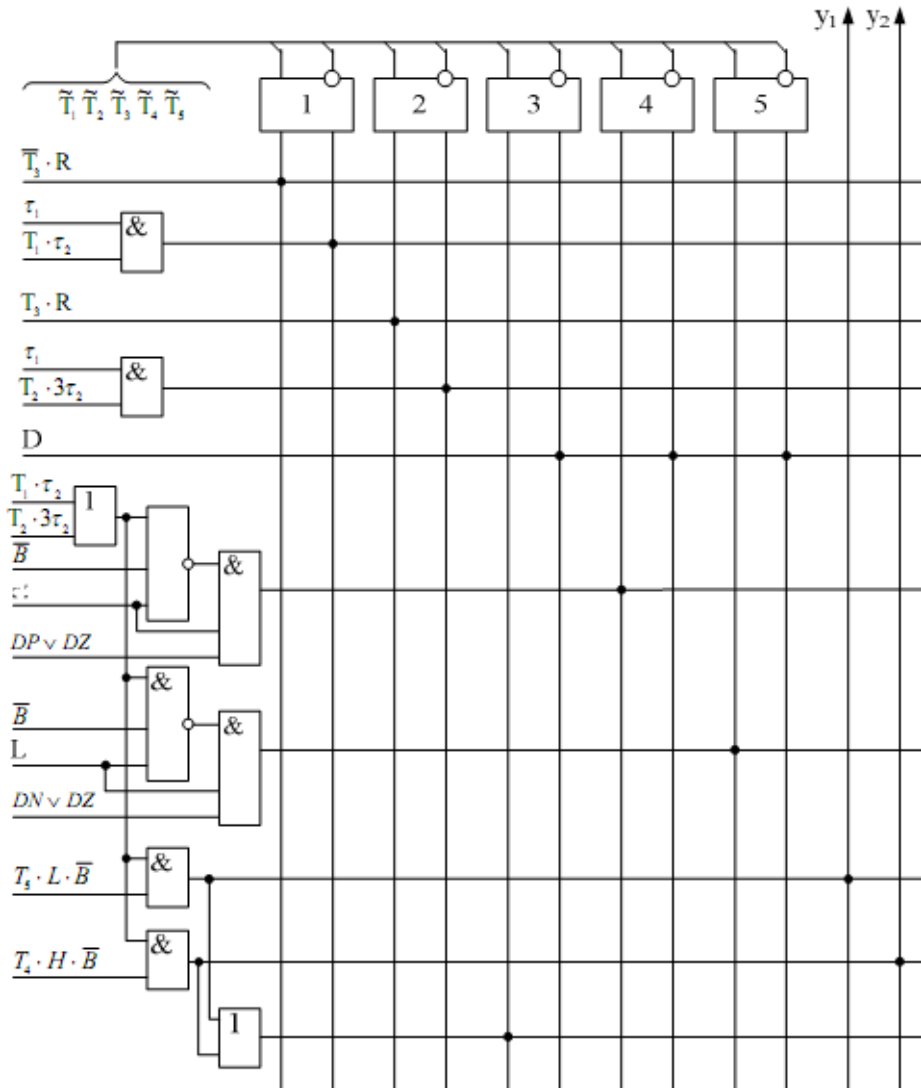 y₁ y₂
1 2 3 4 5
T̃₁ T̃₂ T̃₃ T̃₄ T̃₅
T̅₃ · R
τ₁
&
T₁ · τ₂
T₃ · R
τ₁
&
T₂ · 3τ₂
D
T₁ · τ₂
1
T₂ · 3τ₂
B̅
&
DP ∨ DZ
&
B̅
&
L
DN ∨ DZ
&
T₅ · L · B̅
&
T₄ · H · B̅
1